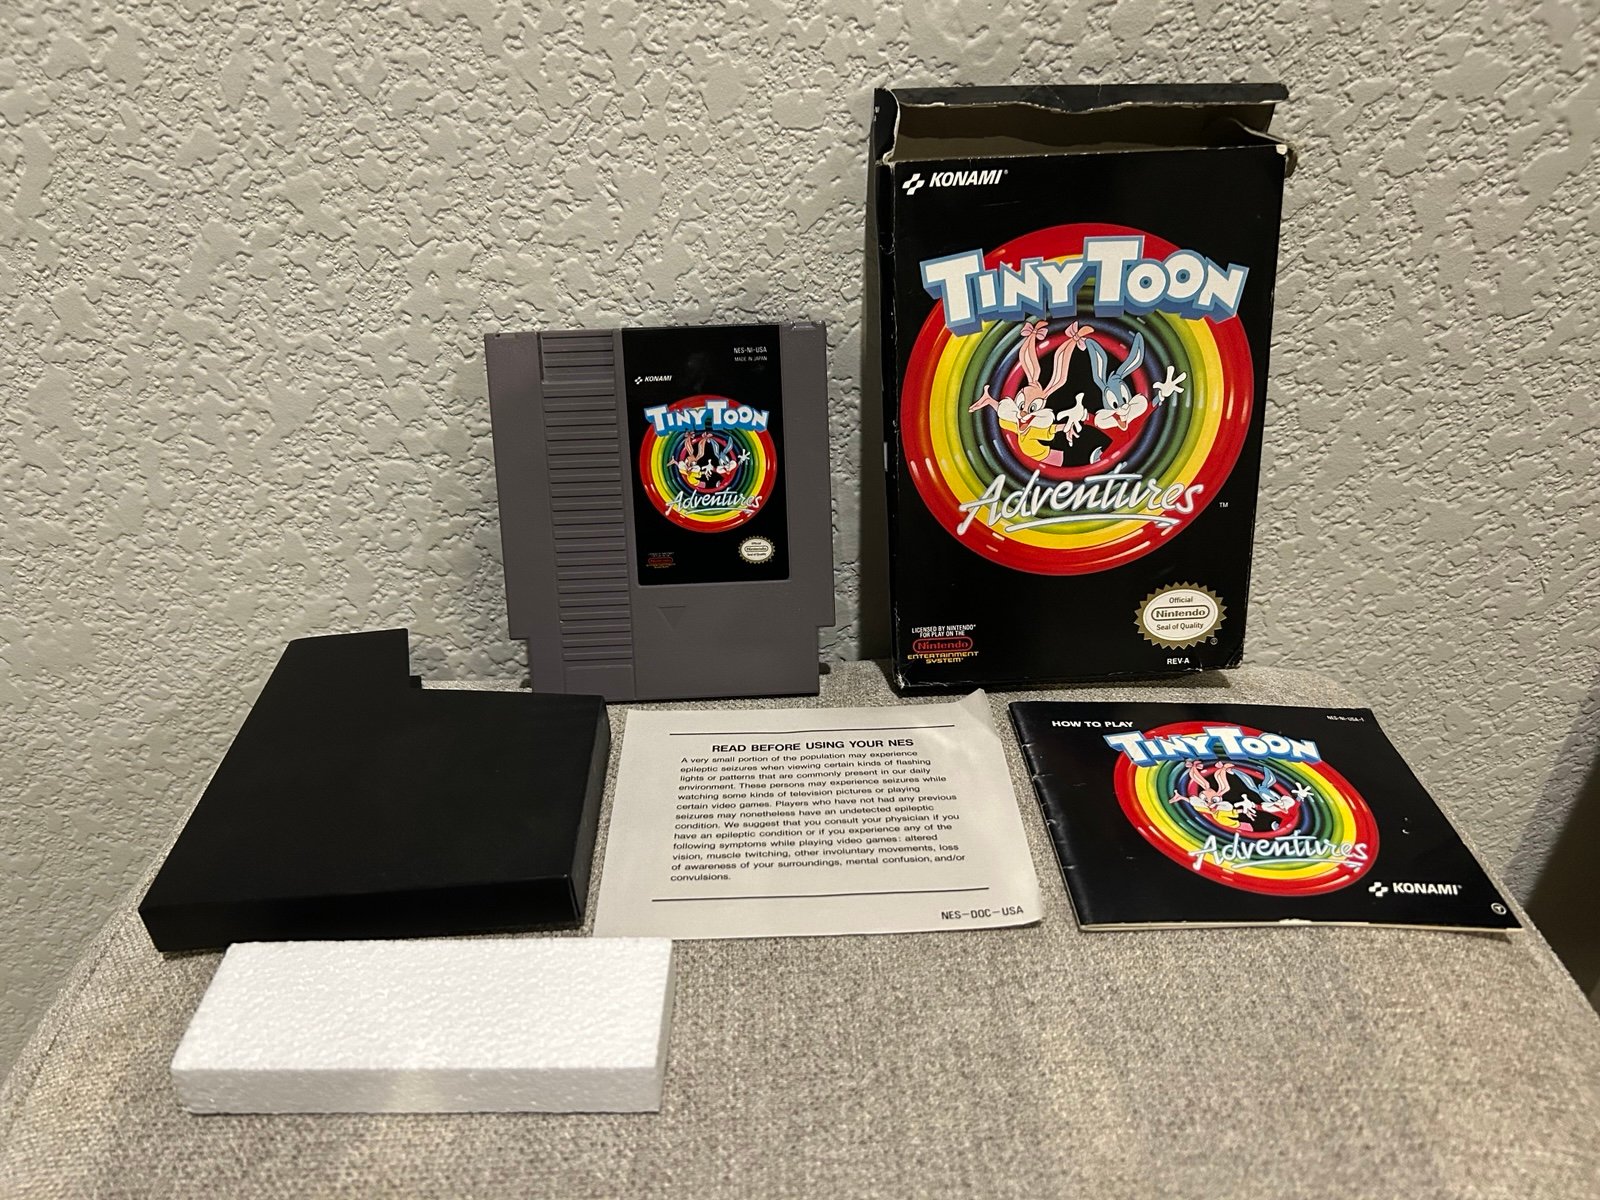 KONAMI®
TINY TOON
Adventures
TM
LICENSED BY NINTENDO®
FOR PLAY ON THE
Nintendo
ENTERTAINMENT
SYSTEM®
Official
Nintendo
Seal of Quality
REV-A
NES-NI-USA
MADE IN JAPAN
KONAMI
TINY TOON
Adventures
Nintendo
Official
Nintendo
Seal of Quality
READ BEFORE USING YOUR NES
A very small portion of the population may experience
epileptic seizures when viewing certain kinds of flashing
lights or patterns that are commonly present in our daily
environment. These persons may experience seizures while
watching some kinds of television pictures or playing
certain video games. Players who have not had any previous
seizures may nonetheless have an undetected epileptic
condition. We suggest that you consult your physician if you
have an epileptic condition or if you experience any of the
following symptoms while playing video games: altered
vision, muscle twitching, other involuntary movements, loss
of awareness of your surroundings, mental confusion, and/or
convulsions.
NES-DOC-USA
HOW TO PLAY
NES-NI-USA-1
TINY TOON
Adventures
KONAMI®